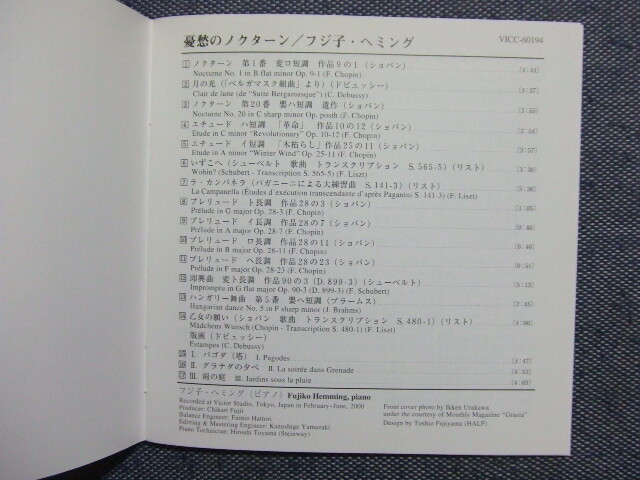 憂愁のノクターン／フジ子・ヘミング
VICC-60194
1 ノクターン 第1番 変ロ短調 作品9の1（ショパン）
Nocturne No. 1 in B flat minor Op. 9-1 (F. Chopin)
2 月の光（「ベルガマスク組曲」より）（ドビュッシー）
Clair de lune (de "Suite Bergamasque") (C. Debussy)
3 ノクターン 第20番 嬰ハ短調 遺作（ショパン）
Nocturne No. 20 in C sharp minor Op. posth (F. Chopin)
4 エチュード ハ短調 「革命」 作品10の12（ショパン）
Etude in C minor "Revolutionary" Op. 10-12 (F. Chopin)
5 エチュード イ短調 「木枯らし」作品25の11（ショパン）
Etude in A minor "Winter Wind" Op. 25-11 (F. Chopin)
6 いずこへ（シューベルト 歌曲 トランスクリプション S.565-5）（リスト）
Wohin? (Schubert - Transcription S.565-5) (F. Liszt)
7 ラ・カンパネラ（パガニーニによる大練習曲 S.141-3）（リスト）
La Campanella (Études d'exécution transcendante d'après Paganini S. 141-3) (F. Liszt)
8 プレリュード ト長調 作品28の3（ショパン）
Prélude in G major Op. 28-3 (F. Chopin)
9 プレリュード イ長調 作品28の7（ショパン）
Prélude in A major Op. 28-7 (F. Chopin)
10 プレリュード ロ長調 作品28の11（ショパン）
Prélude in B major Op. 28-11 (F. Chopin)
11 プレリュード ヘ長調 作品28の23（ショパン）
Prélude in F major Op. 28-23 (F. Chopin)
12 即興曲 変ト長調 作品90の3（D. 899-3）（シューベルト）
Impromptu in G flat major Op. 90-3 (D. 899-3) (F. Schubert)
[5:13]
13 ハンガリー舞曲 第5番 嬰ヘ短調（ブラームス）
Hungarian dance No. 5 in F sharp minor (J. Brahms)
14 乙女の願い（ショパン 歌曲 トランスクリプション S. 480-1）（リスト）
Mädchens Wunsch (Chopin - Transcription S. 480-1) (F. Liszt)
版画（ドビュッシー）
Estampes (C. Debussy)
15 I. パゴダ（塔） I. Pagodes
16 II. グラナダの夕べ II. La soirée dans Grenade
17 III. 雨の庭 III. Jardins sous la pluie
フジ子・ヘミング（ピアノ）Fujiko Hemming, piano
Recorded at Victor Studio, Tokyo, Japan in February~June, 2000
Producer: Chikari Fujii
Balance Engineer: Fumio Hattori
Editing & Mastering Engineer: Kazushige Yamazaki
Piano Technician: Hiroshi Toyama (Steinway)
Front cover photo by Ikken Urakawa
under the courtesy of Monthly Magazine "Grazia"
Design by Toshio Fujiyama (HALF)